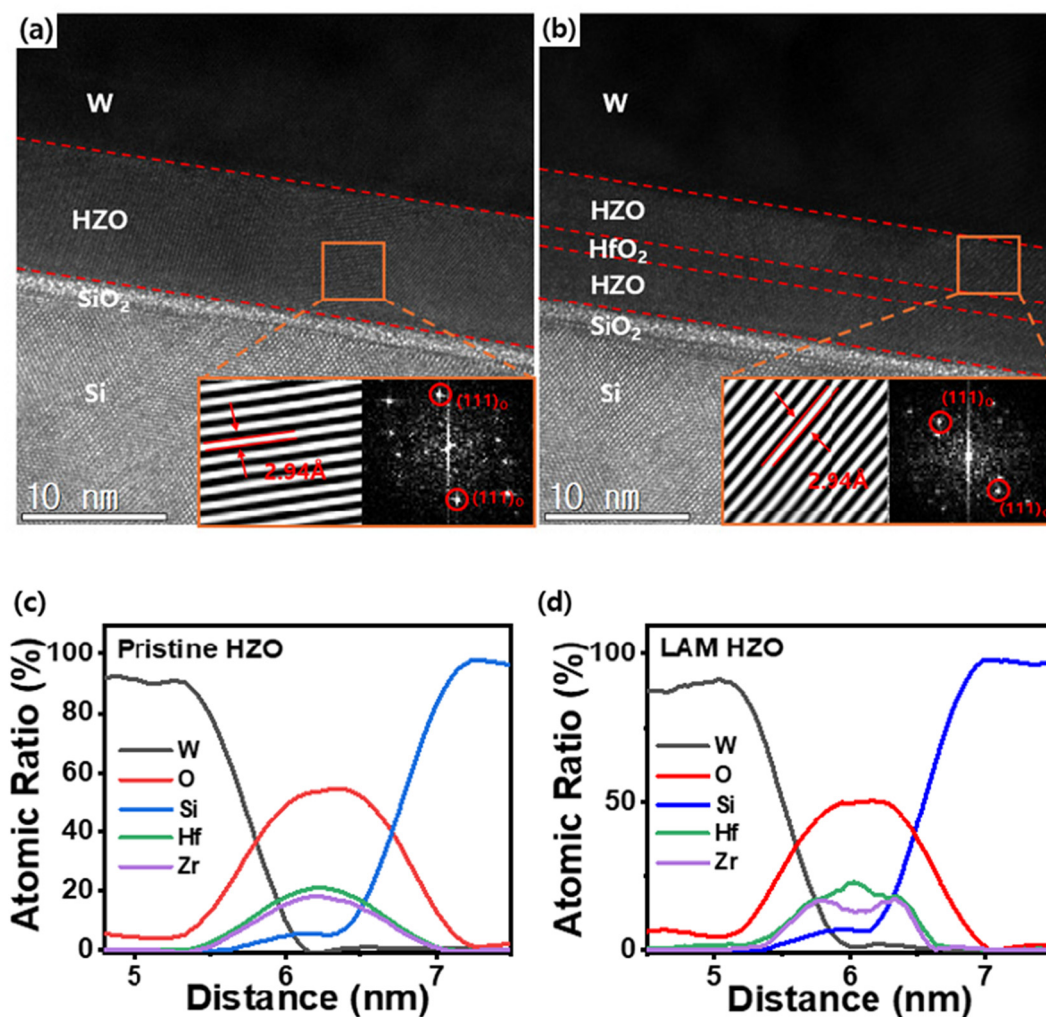 (a)
W
HZO
SiO₂
Si
10 nm
2.94Å
(111)ₒ
(111)ₒ
(b)
W
HZO
HfO₂
HZO
SiO₂
Si
10 nm
2.94Å
(111)ₒ
(111)ₒ
(c)
Pristine HZO
Atomic Ratio (%)
100
80
60
40
20
0
W
O
Si
Hf
Zr
5 6 7
Distance (nm)
(d)
LAM HZO
Atomic Ratio (%)
100
50
0
W
O
Si
Hf
Zr
5 6 7
Distance (nm)